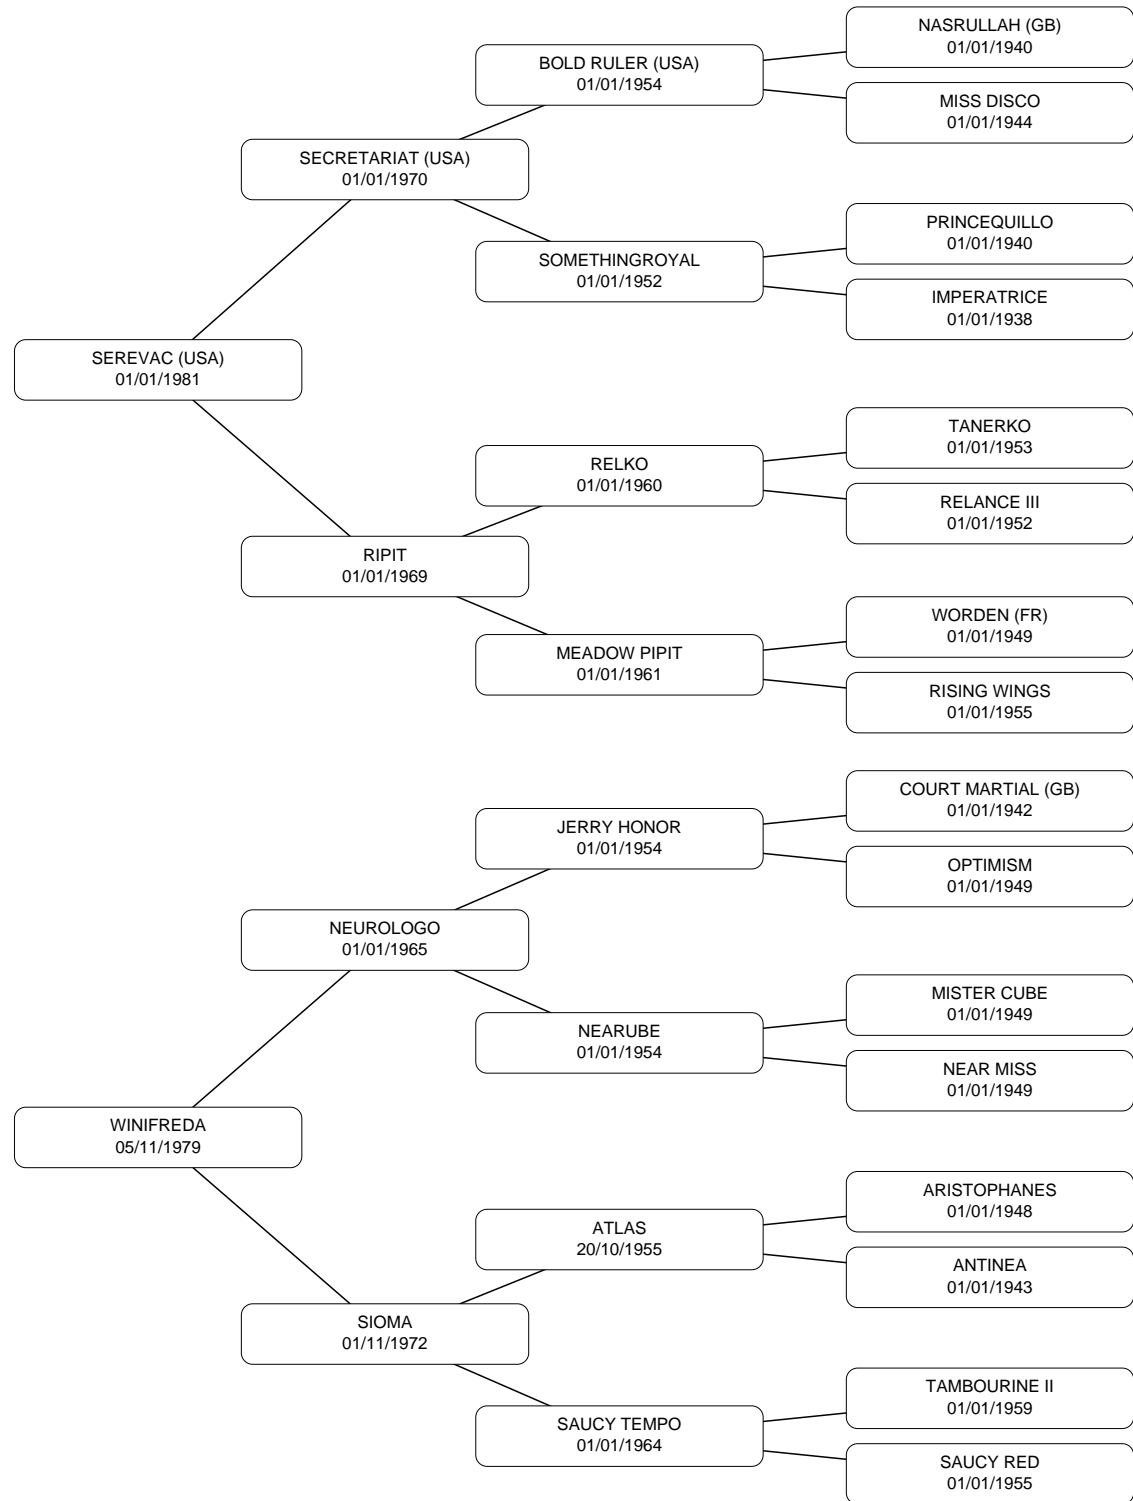 NASRULLAH (GB)
01/01/1940
BOLD RULER (USA)
01/01/1954
MISS DISCO
01/01/1944
SECRETARIAT (USA)
01/01/1970
PRINCEQUILLO
01/01/1940
SOMETHINGROYAL
01/01/1952
IMPERATRICE
01/01/1938
SEREVAC (USA)
01/01/1981
TANERKO
01/01/1953
RELKO
01/01/1960
RELANCE III
01/01/1952
RIPIT
01/01/1969
WORDEN (FR)
01/01/1949
MEADOW PIPIT
01/01/1961
RISING WINGS
01/01/1955
COURT MARTIAL (GB)
01/01/1942
JERRY HONOR
01/01/1954
OPTIMISM
01/01/1949
NEUROLOGO
01/01/1965
MISTER CUBE
01/01/1949
NEARUBE
01/01/1954
NEAR MISS
01/01/1949
WINIFREDA
05/11/1979
ARISTOPHANES
01/01/1948
ATLAS
20/10/1955
ANTINEA
01/01/1943
SIOMA
01/11/1972
TAMBOURINE II
01/01/1959
SAUCY TEMPO
01/01/1964
SAUCY RED
01/01/1955